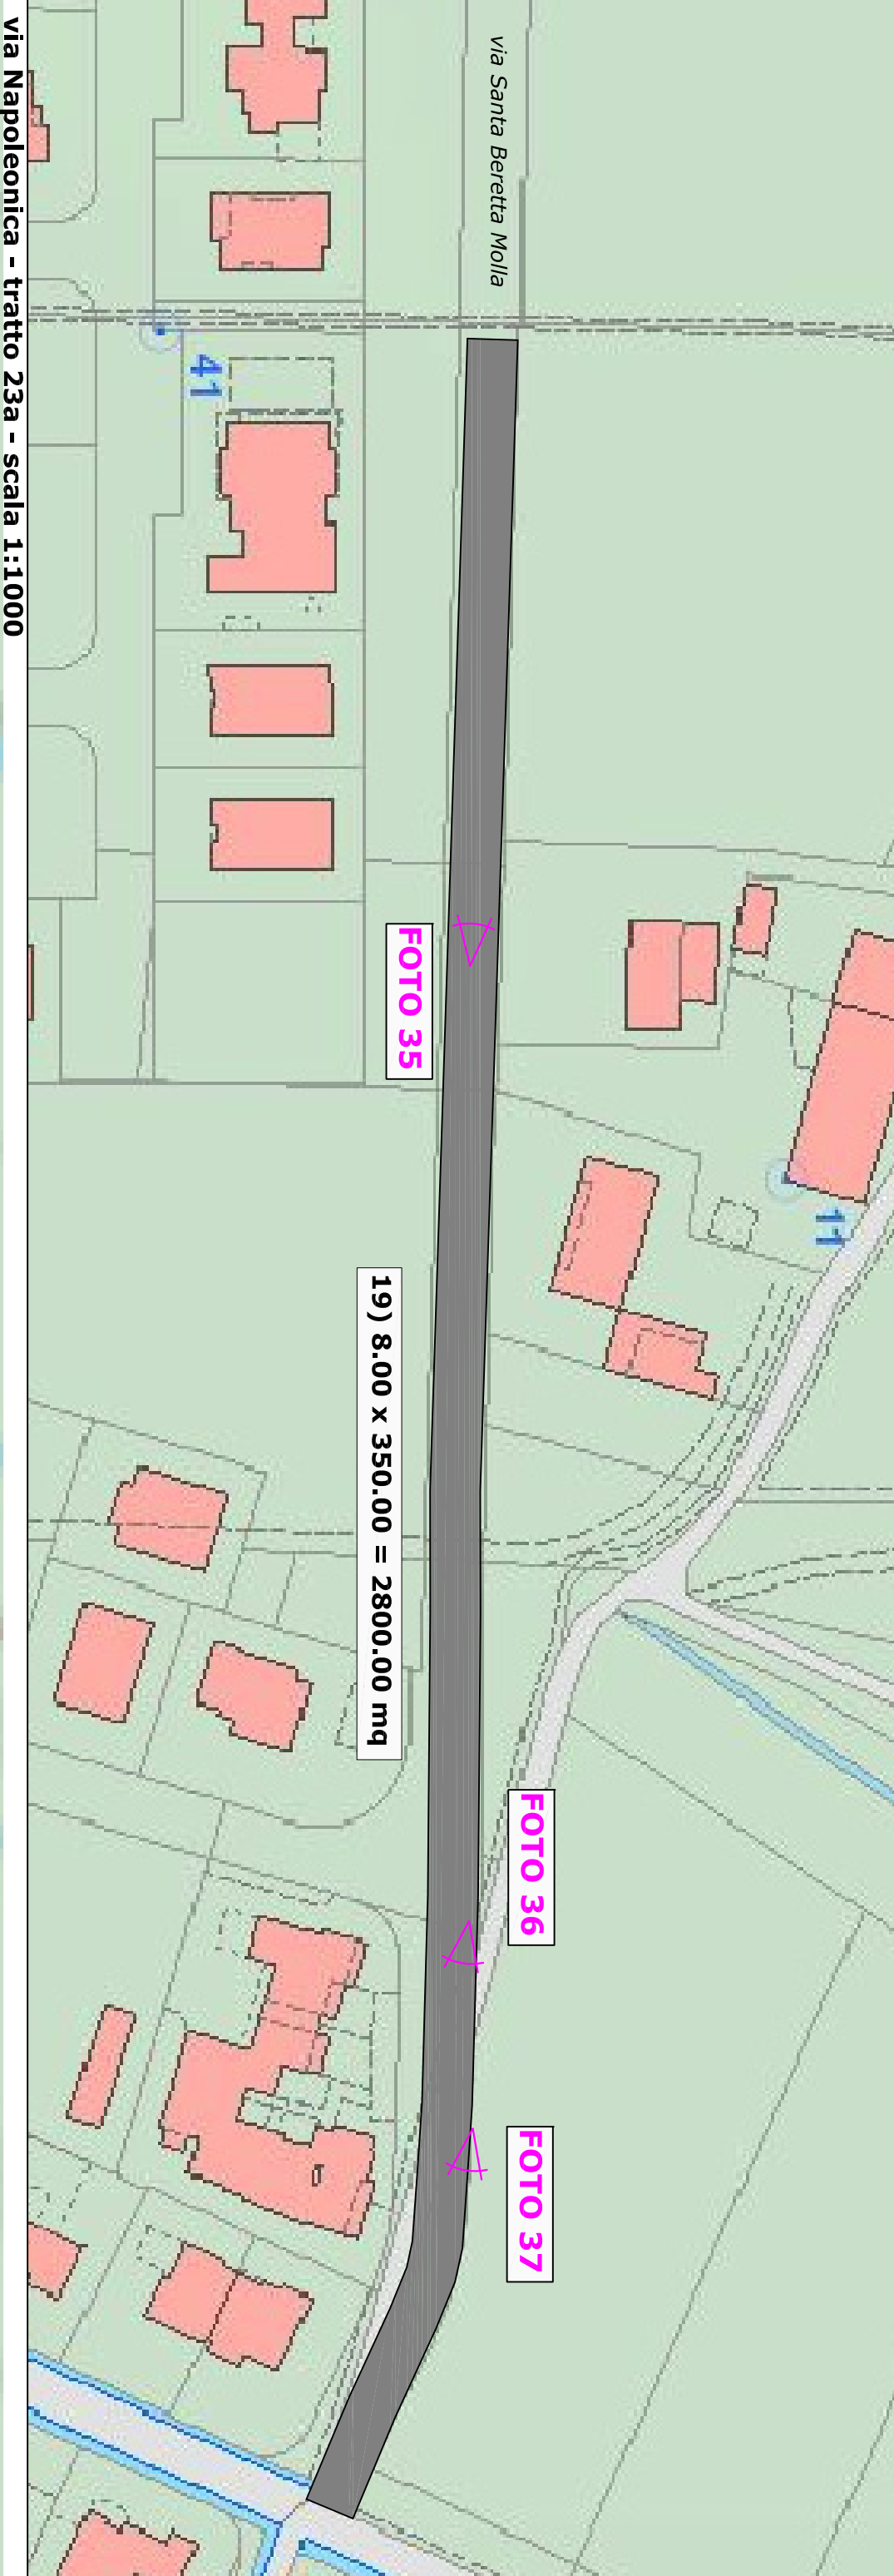 via Napoleonica - tratto 23a - scala 1:1000
via Santa Beretta Molla
41
FOTO 35
11
19) 8.00 x 350.00 = 2800.00 mq
FOTO 36
FOTO 37